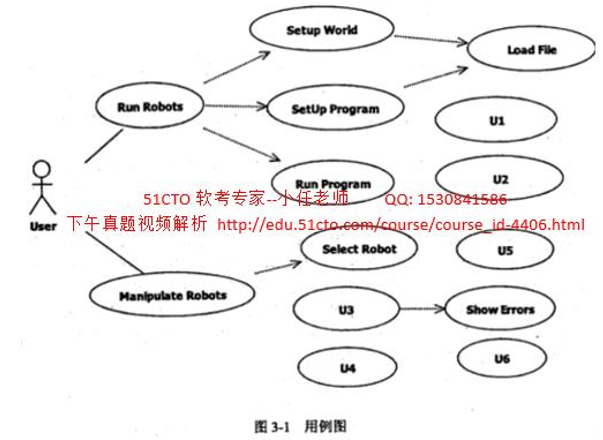 Setup World
Load File
Run Robots
SetUp Program
U1
Run Program
U2
51CTO 软考专家--小任老师 QQ: 1530841586
User
下午真题视频解析 http://edu.51cto.com/course/course_id-4406.html
Select Robot
U5
Manipulate Robots
U3
Show Errors
U4
U6
图 3-1 用例图